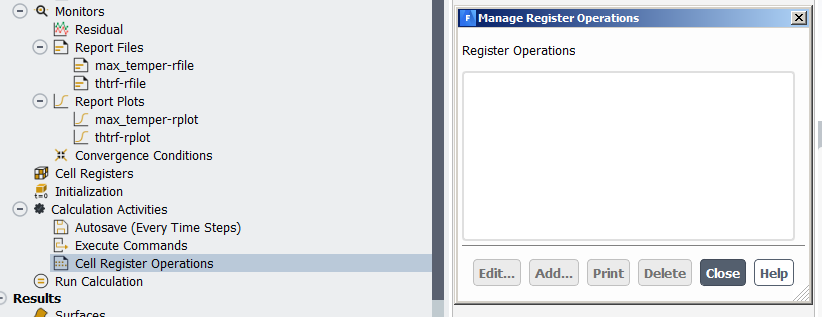 Monitors
Residual
Report Files
max_temper-rfile
thtrf-rfile
Report Plots
max_temper-rplot
thtrf-rplot
Convergence Conditions
Cell Registers
t=0
Initialization
Calculation Activities
Autosave (Every Time Steps)
Execute Commands
Cell Register Operations
Run Calculation
Results
Surfaces
F Manage Register Operations
Register Operations
Edit... Add... Print Delete Close Help